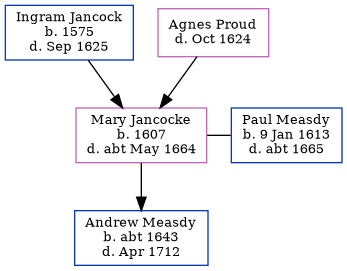 Ingram Jancock
b. 1575
d. Sep 1625
Agnes Proud
d. Oct 1624
Mary Jancocke
b. 1607
d. abt May 1664
Paul Measdy
b. 9 Jan 1613
d. abt 1665
Andrew Measdy
b. abt 1643
d. Apr 1712